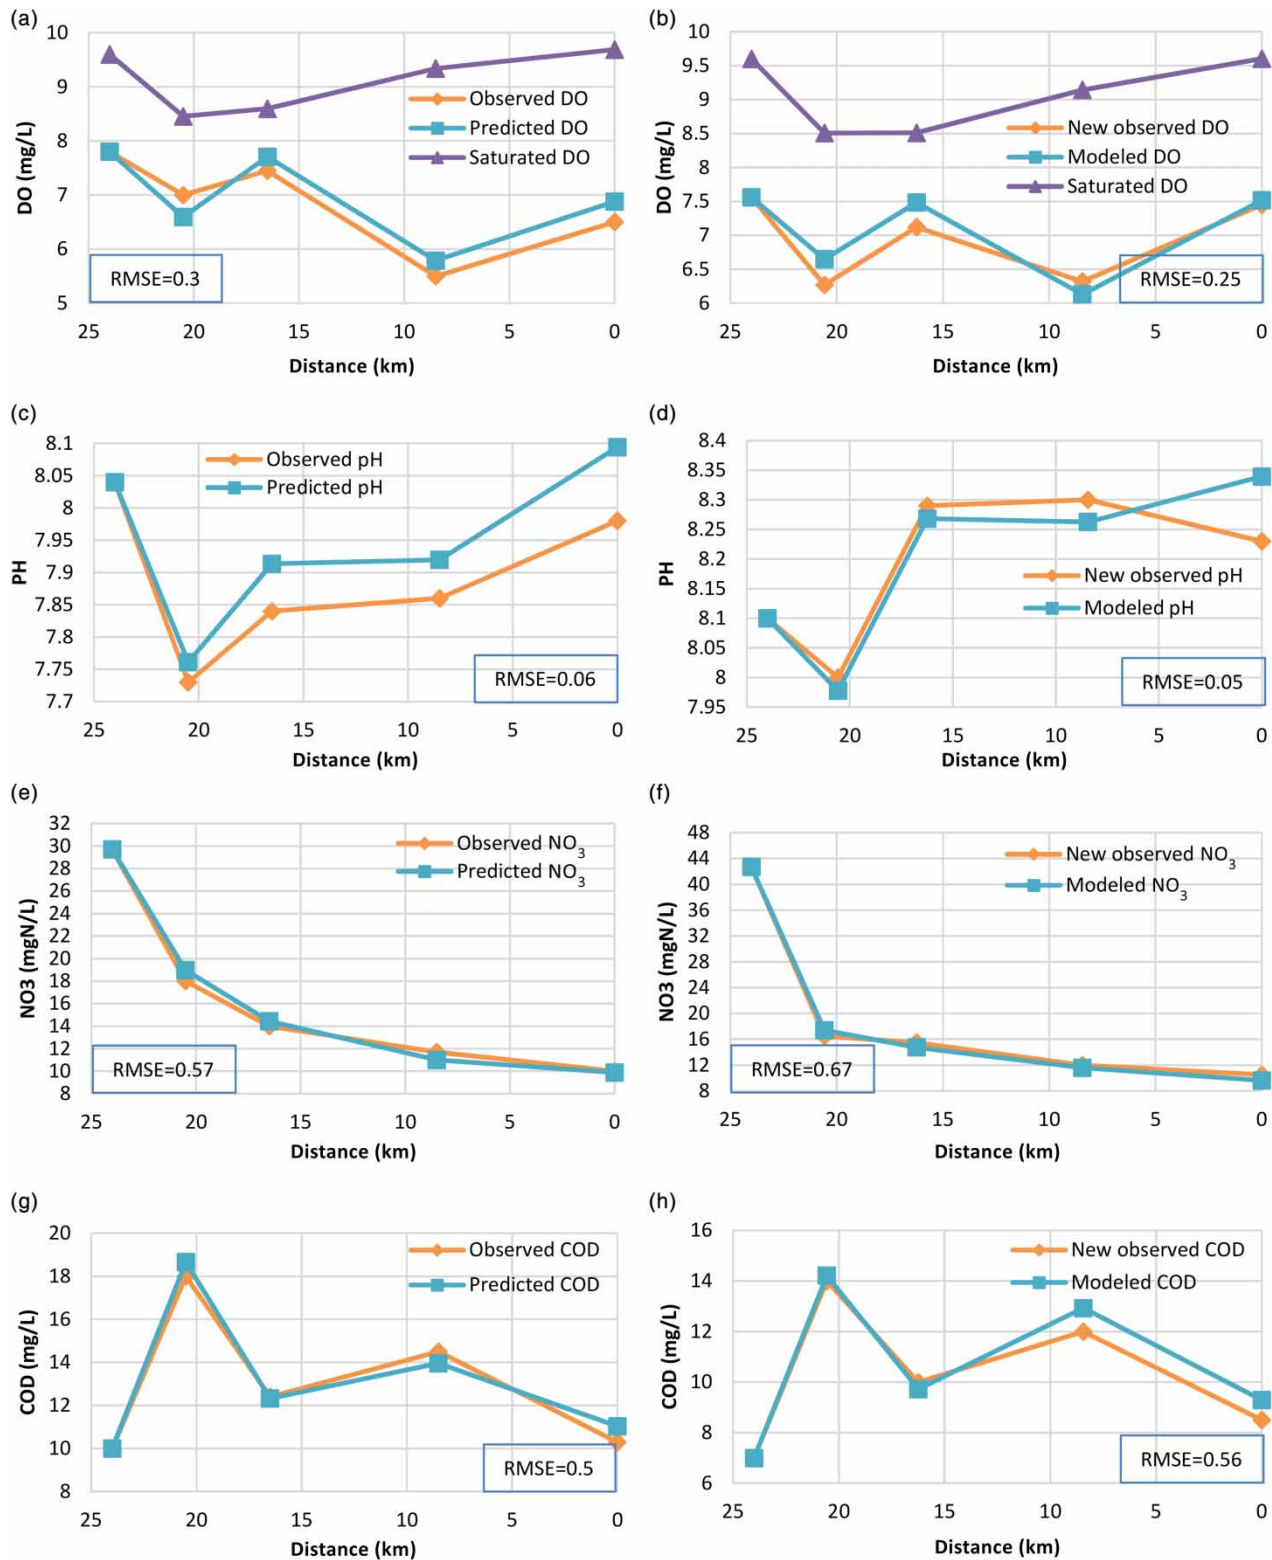 (a)
10
9
8
7
6
5
DO (mg/L)
Observed DO
Predicted DO
Saturated DO
RMSE=0.3
25 20 15 10 5 0
Distance (km)
(b)
10
9.5
9
8.5
8
7.5
7
6.5
6
DO (mg/L)
New observed DO
Modeled DO
Saturated DO
RMSE=0.25
25 20 15 10 5 0
Distance (km)
(c)
8.1
8.05
8
7.95
7.9
7.85
7.8
7.75
7.7
PH
Observed pH
Predicted pH
RMSE=0.06
25 20 15 10 5 0
Distance (km)
(d)
8.4
8.35
8.3
8.25
8.2
8.15
8.1
8.05
8
7.95
PH
New observed pH
Modeled pH
RMSE=0.05
25 20 15 10 5 0
Distance (km)
(e)
32
30
28
26
24
22
20
18
16
14
12
10
8
NO3 (mgN/L)
Observed NO3
Predicted NO3
RMSE=0.57
25 20 15 10 5 0
Distance (km)
(f)
48
44
40
36
32
28
24
20
16
12
8
NO3 (mgN/L)
New observed NO3
Modeled NO3
RMSE=0.67
25 20 15 10 5 0
Distance (km)
(g)
20
18
16
14
12
10
8
COD (mg/L)
Observed COD
Predicted COD
RMSE=0.5
25 20 15 10 5 0
Distance (km)
(h)
16
14
12
10
8
6
COD (mg/L)
New observed COD
Modeled COD
RMSE=0.56
25 20 15 10 5 0
Distance (km)